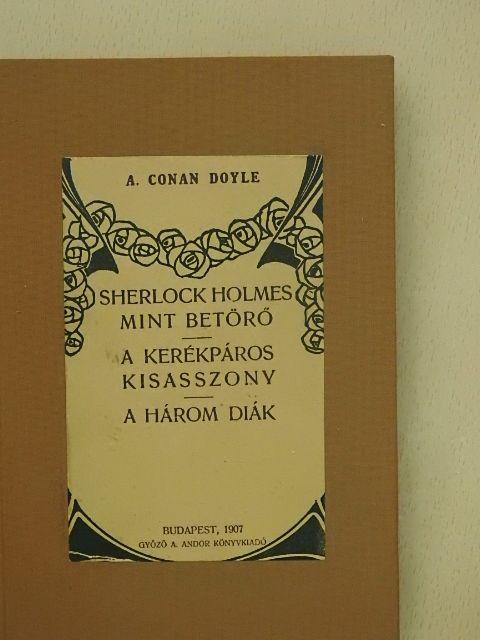 A. CONAN DOYLE
SHERLOCK HOLMES
MINT BETÖRŐ
A KERÉKPÁROS
KISASSZONY
A HÁROM DIÁK
BUDAPEST, 1907
GYŐZŐ A. ANDOR KÖNYVKIADÓ